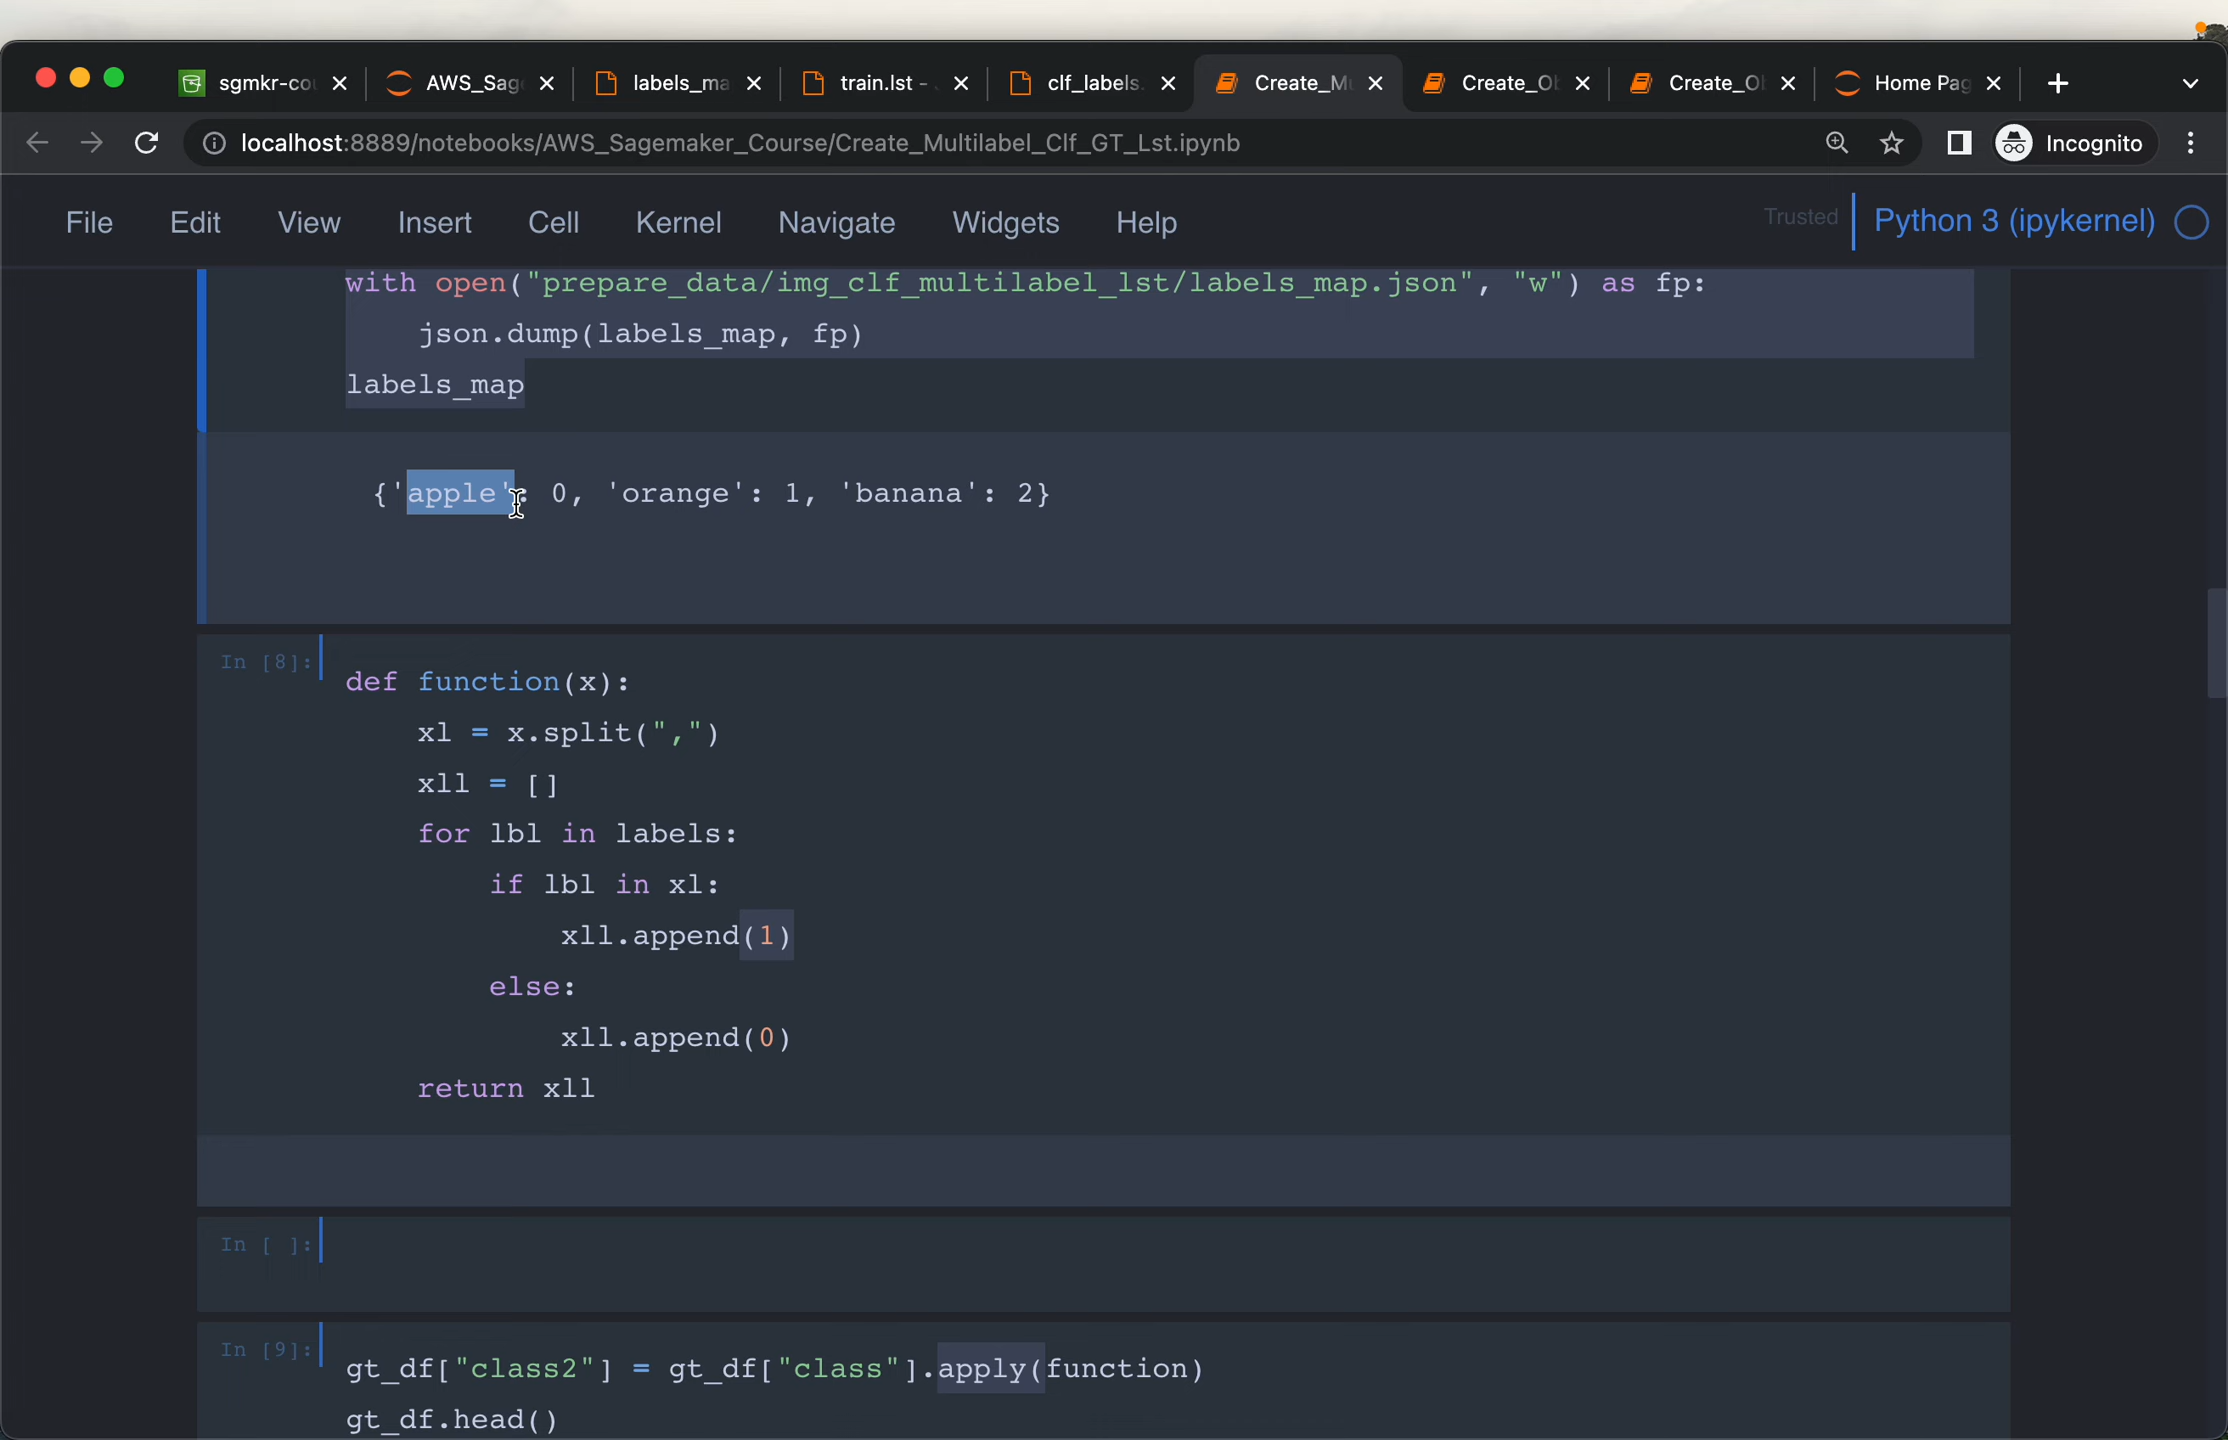 sgmkr-co
AWS_Sag
labels_ma
train.lst -
clf_labels.
Create_M
Create_O
Create_O
Home Pag
localhost:8889/notebooks/AWS_Sagemaker_Course/Create_Multilabel_Clf_GT_Lst.ipynb
Incognito
File Edit View Insert Cell Kernel Navigate Widgets Help
Trusted
Python 3 (ipykernel)
with open("prepare_data/img_clf_multilabel_lst/labels_map.json", "w") as fp:
json.dump(labels_map, fp)
labels_map
{'apple': 0, 'orange': 1, 'banana': 2}
In [8]:
def function(x):
xl = x.split(",")
xll = []
for lbl in labels:
if lbl in xl:
xll.append(1)
else:
xll.append(0)
return xll
In [ ]:
In [9]:
gt_df["class2"] = gt_df["class"].apply(function)
gt_df.head()